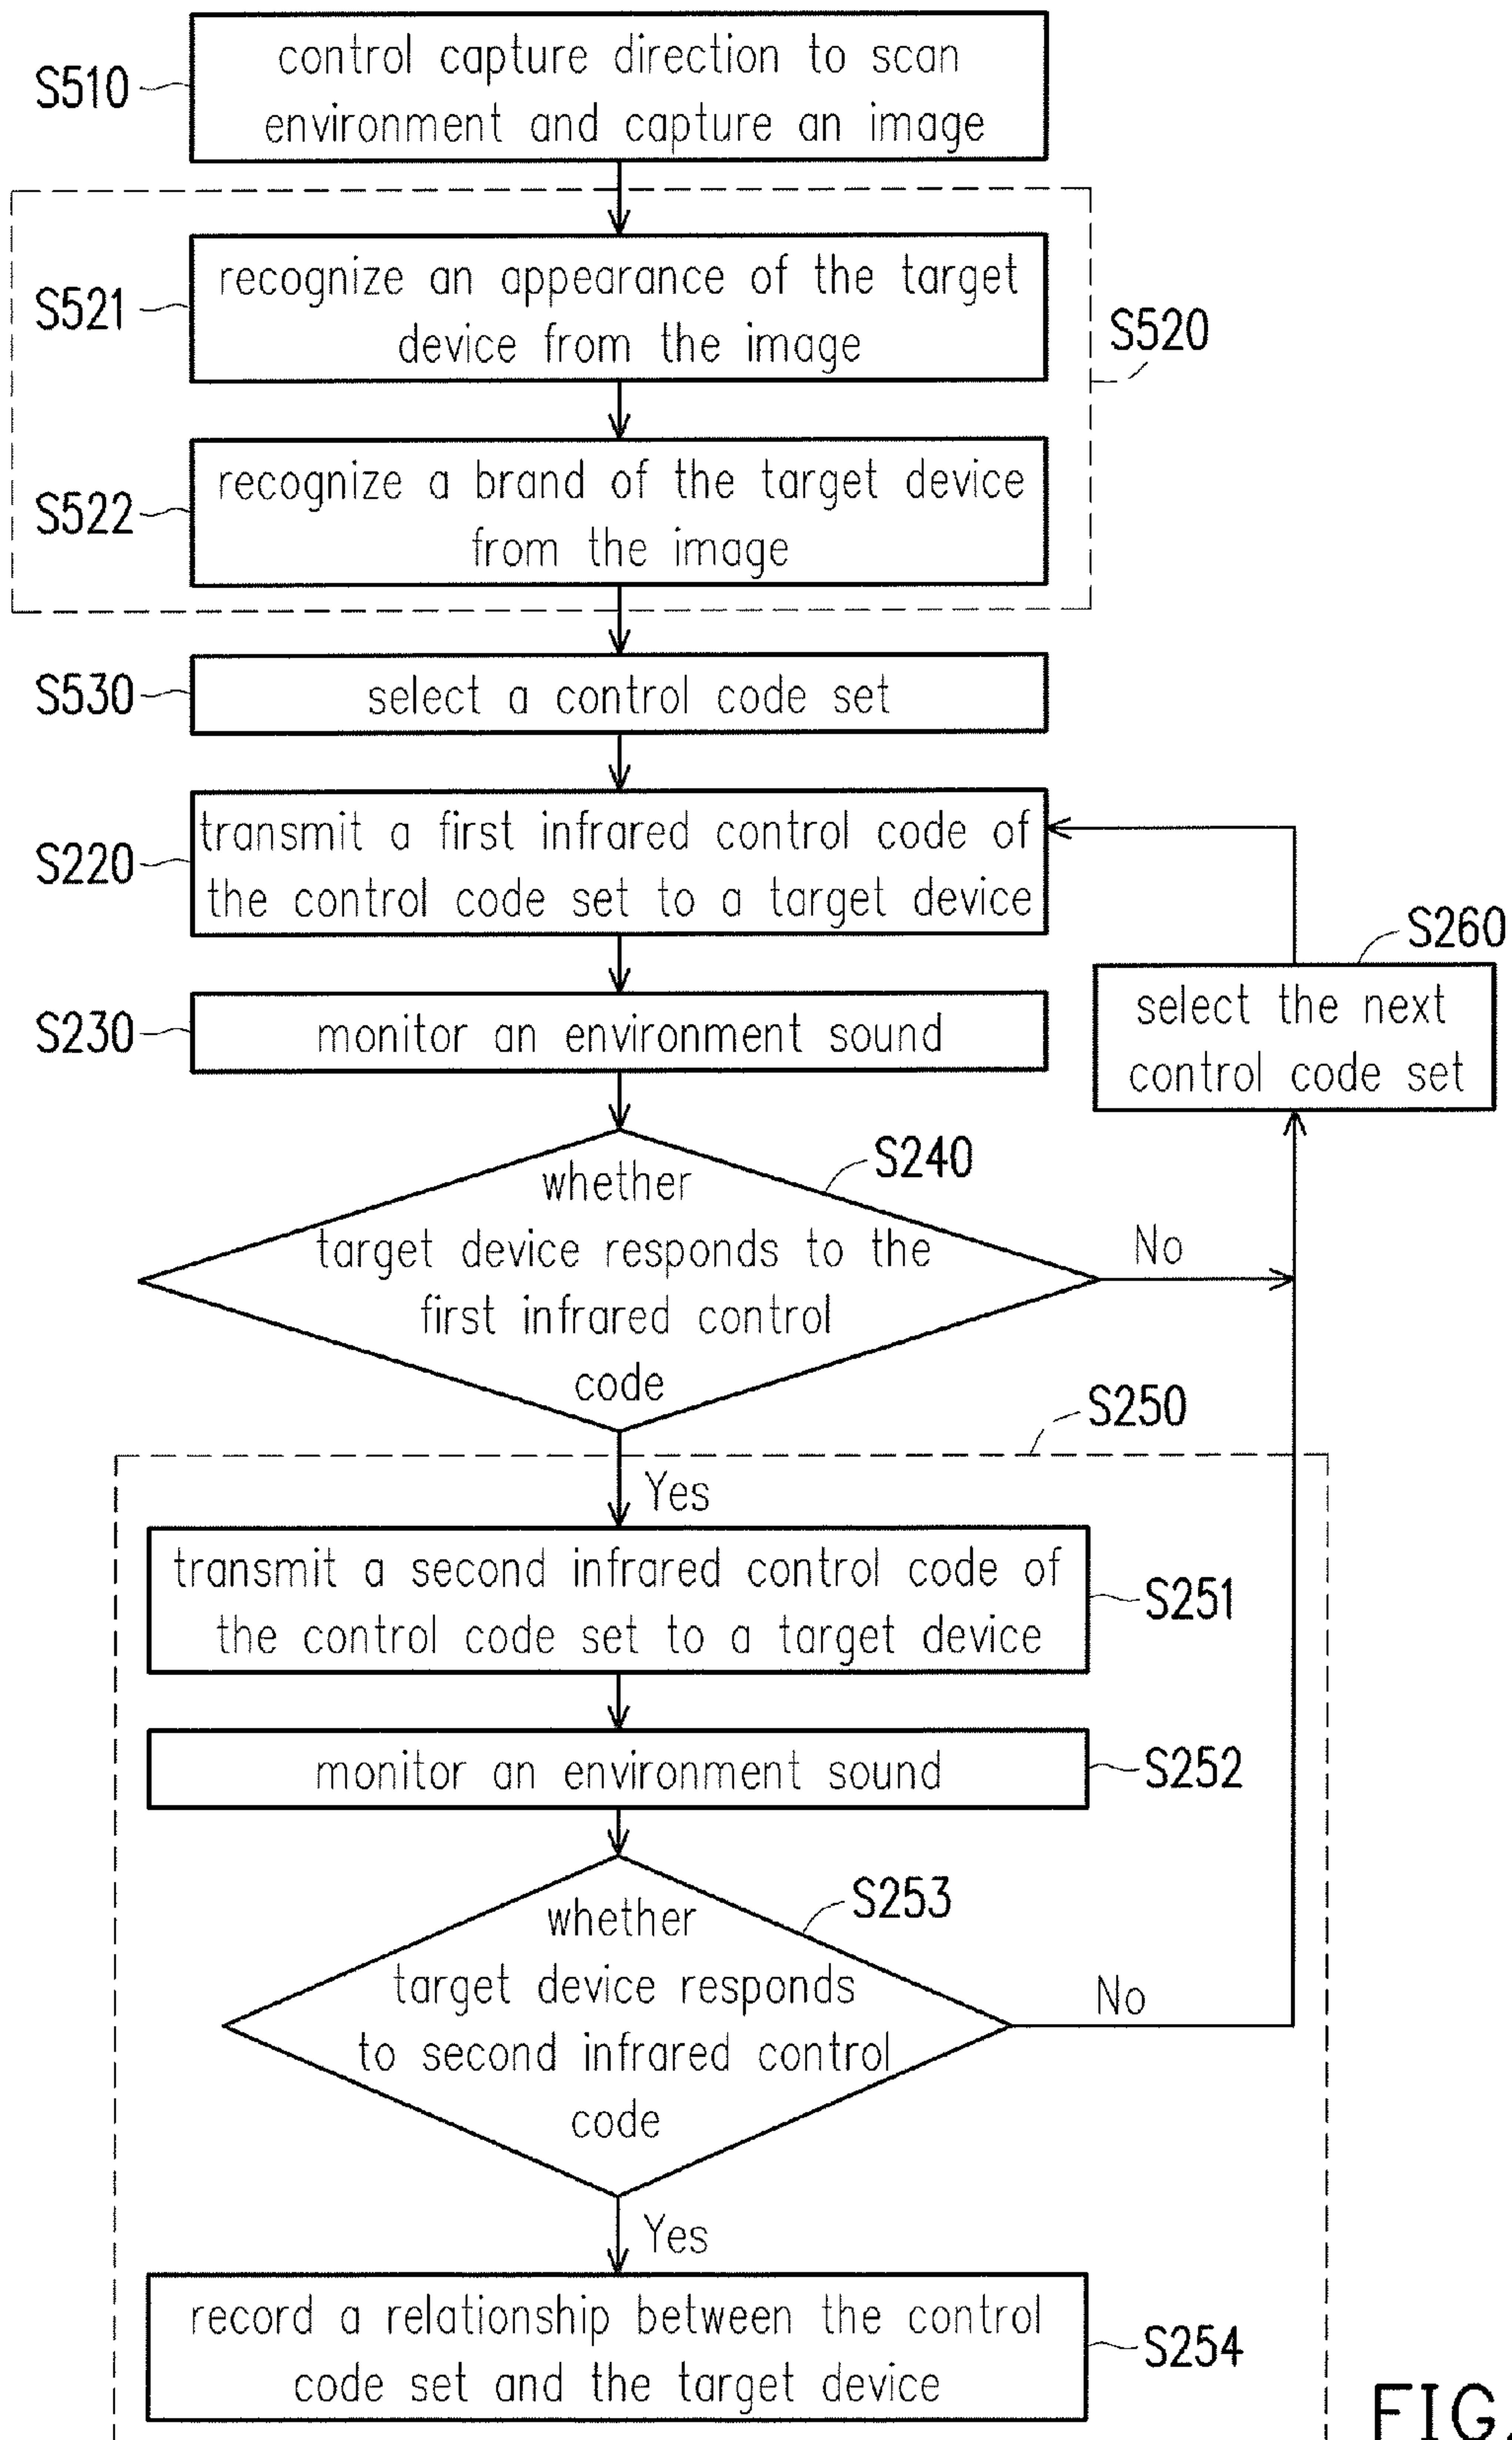 S510
control capture direction to scan
environment and capture an image
S521
recognize an appearance of the target
device from the image
S520
S522
recognize a brand of the target device
from the image
S530
select a control code set
S220
transmit a first infrared control code of
the control code set to a target device
S260
select the next
control code set
S230
monitor an environment sound
S240
whether
target device responds to the
first infrared control
code
No
S250
Yes
transmit a second infrared control code of
the control code set to a target device
S251
monitor an environment sound
S252
S253
whether
target device responds
to second infrared control
code
No
Yes
record a relationship between the control
code set and the target device
S254
FIG.